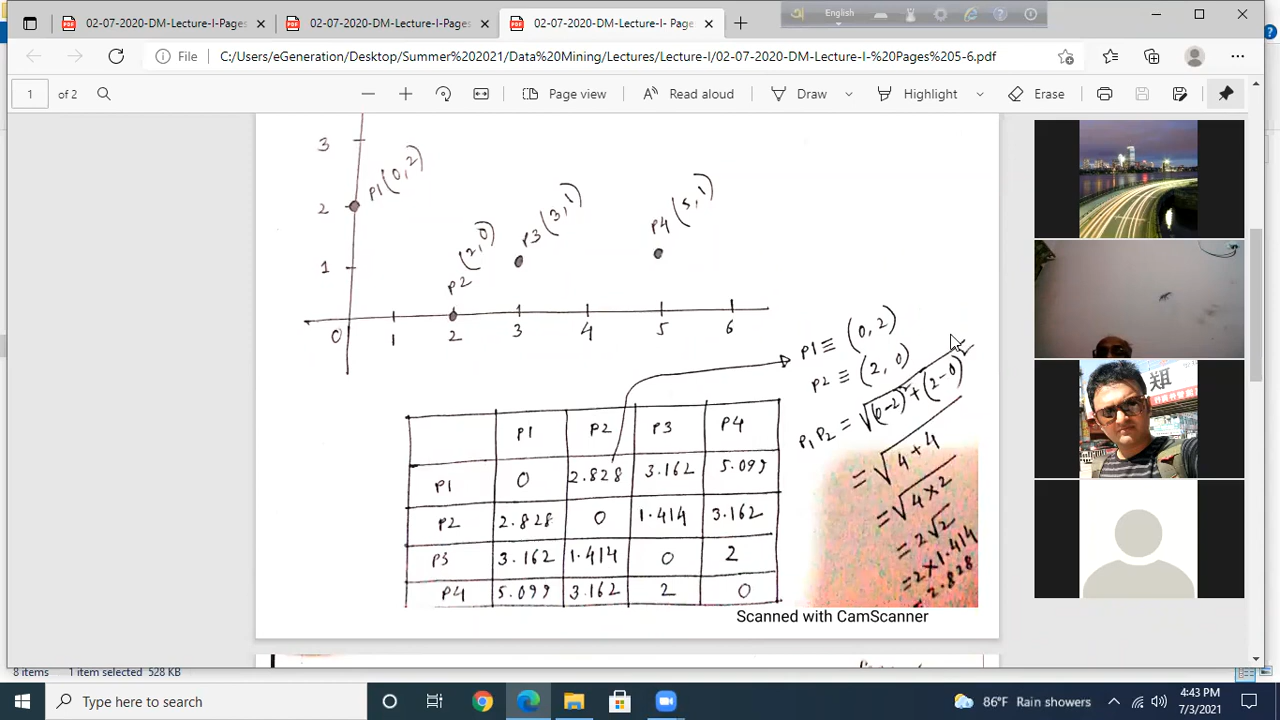 02-07-2020-DM-Lecture-I-Pages
02-07-2020-DM-Lecture-I-Pages
02-07-2020-DM-Lecture-I- Page
English
File
C:/Users/eGeneration/Desktop/Summer%202021/Data%20Mining/Lectures/Lecture-I/02-07-2020-DM-Lecture-I-%20Pages%205-6.pdf
1 of 2
Page view
Read aloud
Draw
Highlight
Erase
3
2
1
0 1 2 3 4 5 6
P1(0,2)
P2 (2,0)
P3 (3,1)
P4 (5,1)
P1 ≡ (0,2)
P2 ≡ (2,0)
P1P2 = √(0-2)²+(2-0)²
= √4+4
= √4×2
= 2√2
= 2×1.414
= 2.828
P1 P2 P3 P4
P1 0 2.828 3.162 5.099
P2 2.828 0 1.414 3.162
P3 3.162 1.414 0 2
P4 5.099 3.162 2 0
Scanned with CamScanner
郑
8 items 1 item selected 528 KB
Type here to search
86°F Rain showers
4:43 PM
7/3/2021